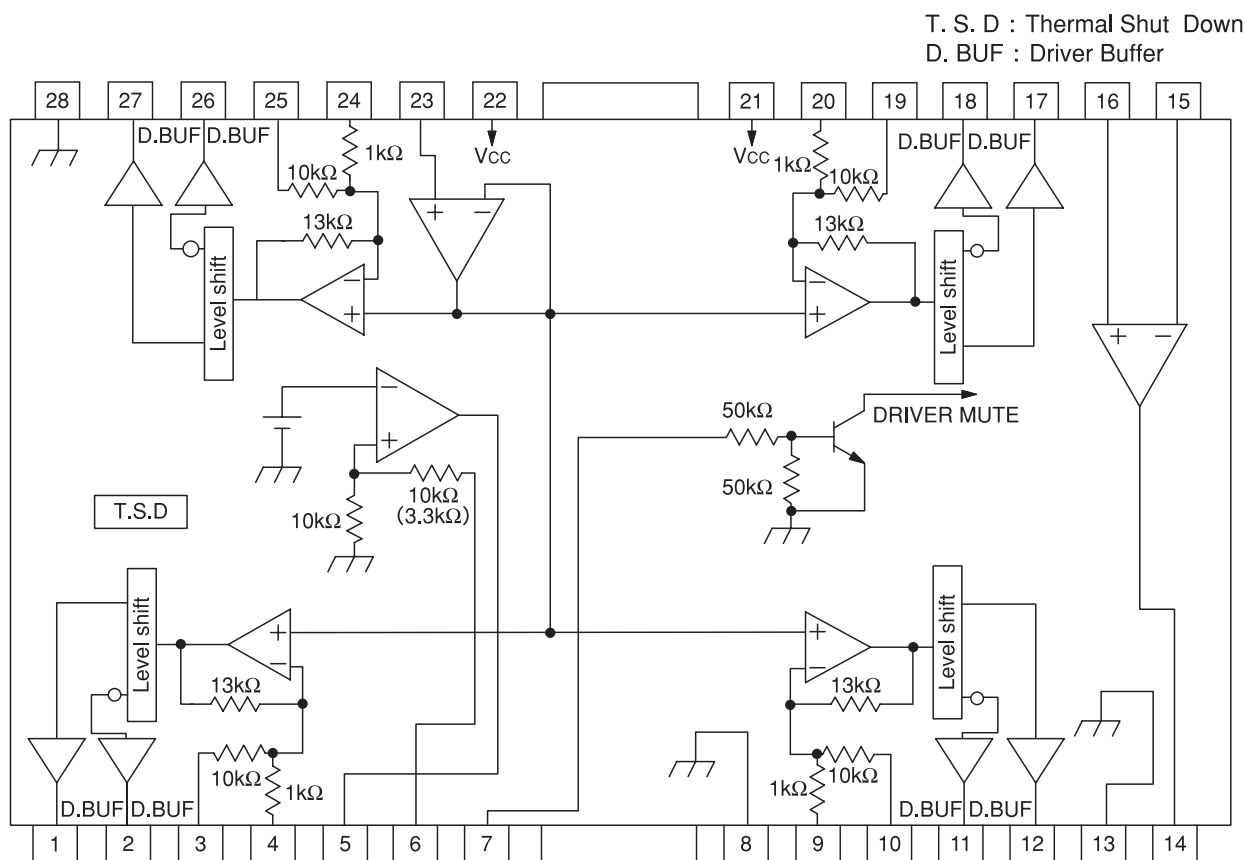 T. S. D : Thermal Shut Down
D. BUF : Driver Buffer
28 27 26 25 24 23 22 21 20 19 18 17 16 15
D.BUF D.BUF 1kΩ VCC VCC 1kΩ D.BUF D.BUF
10kΩ 10kΩ
+ −
13kΩ 13kΩ
Level shift − + − + Level shift + −
− +
50kΩ DRIVER MUTE
50kΩ
T.S.D
10kΩ 10kΩ
(3.3kΩ)
Level shift + − + − Level shift
13kΩ 13kΩ
10kΩ 1kΩ 1kΩ 10kΩ
D.BUF D.BUF D.BUF D.BUF
1 2 3 4 5 6 7 8 9 10 11 12 13 14